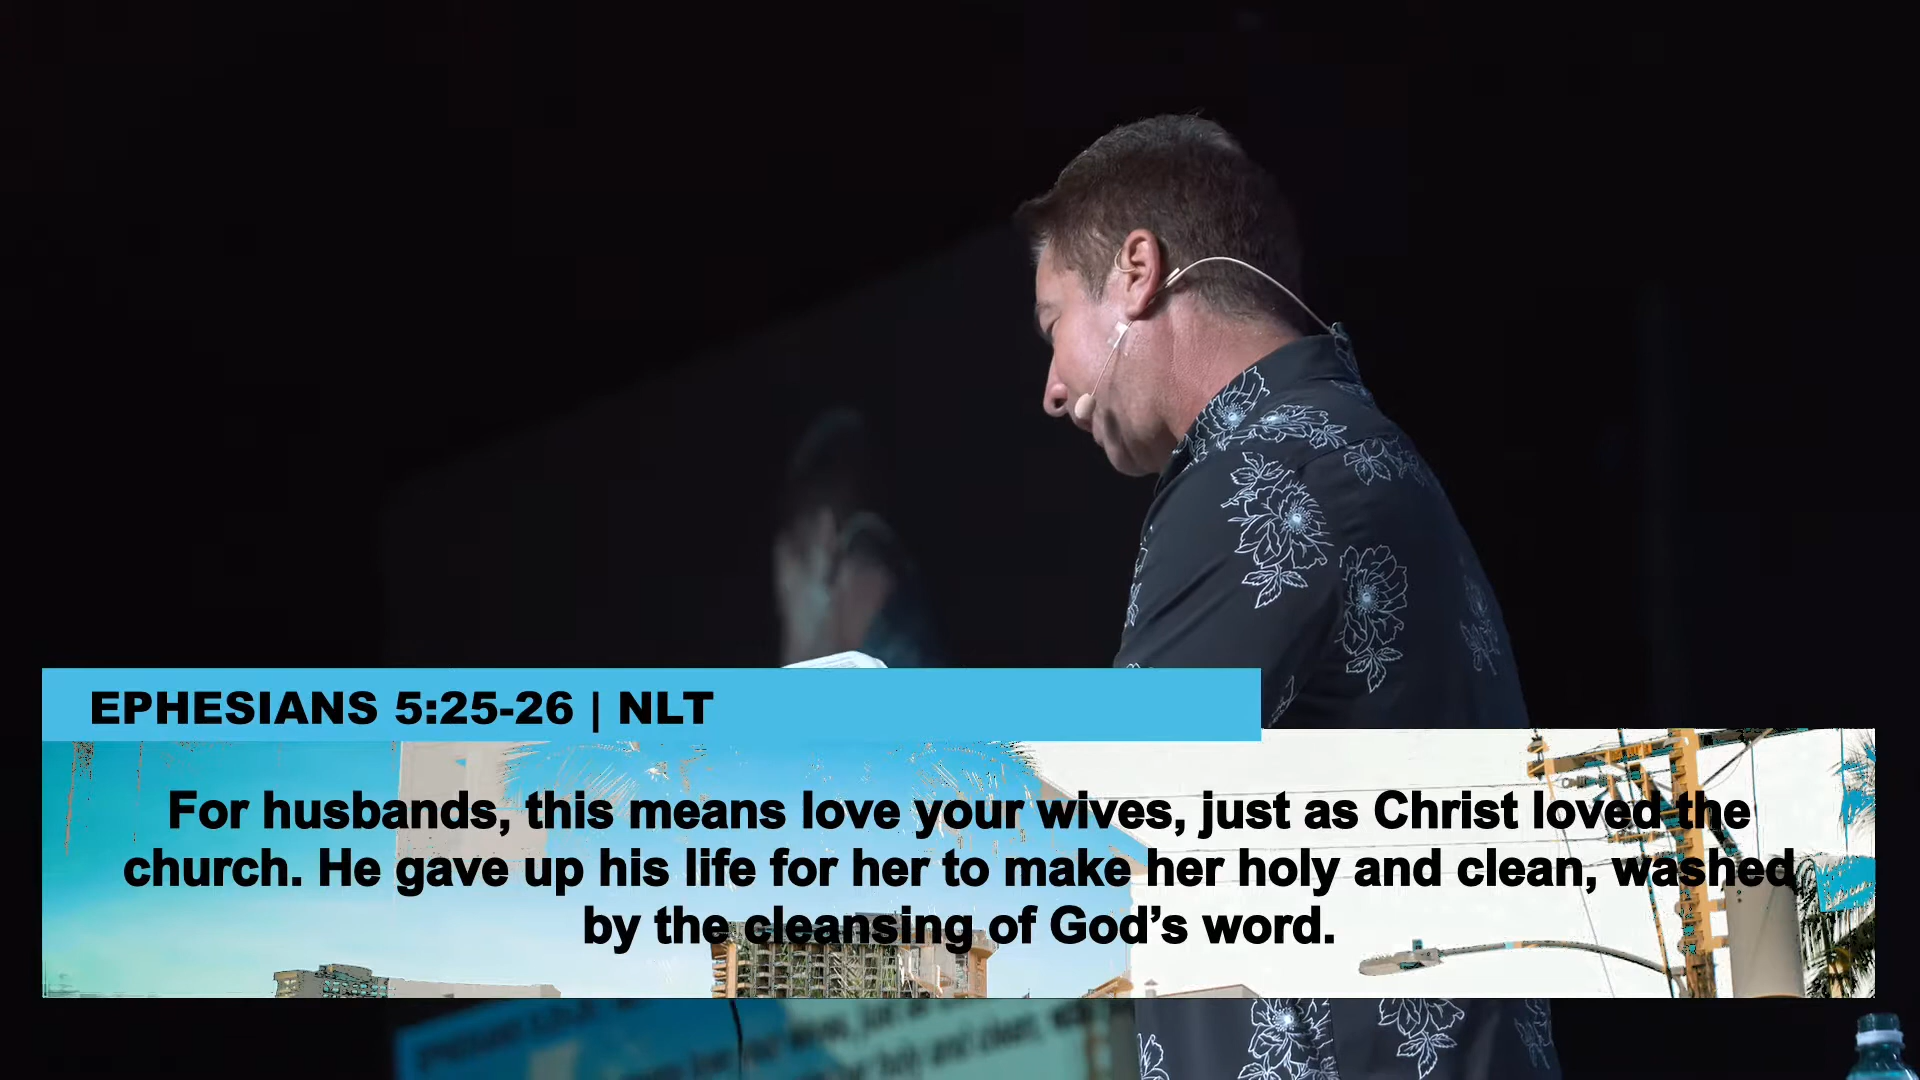 EPHESIANS 5:25-26 | NLT
For husbands, this means love your wives, just as Christ loved the
church. He gave up his life for her to make her holy and clean, washed
by the cleansing of God’s word.